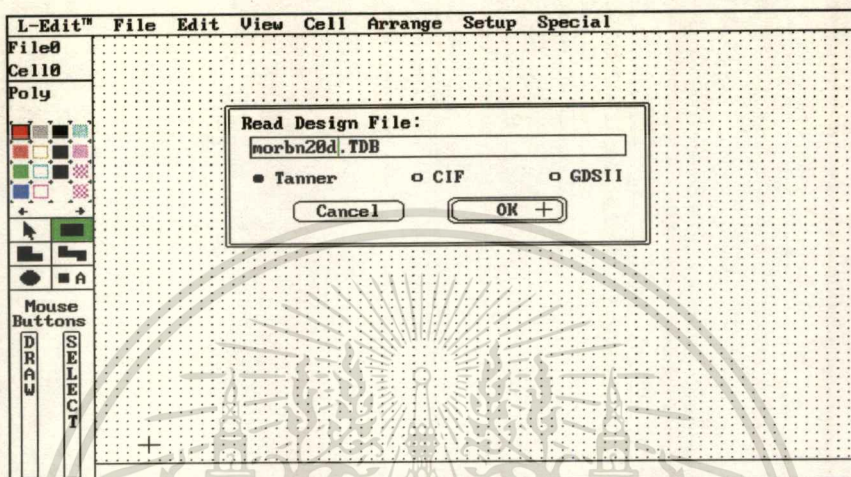 L-Edit™ File Edit View Cell Arrange Setup Special
File0
Cell0
Poly
Read Design File:
morbn20d.TDB
Tanner CIF GDSII
Cancel OK
A
Mouse
Buttons
DRAW
SELECT